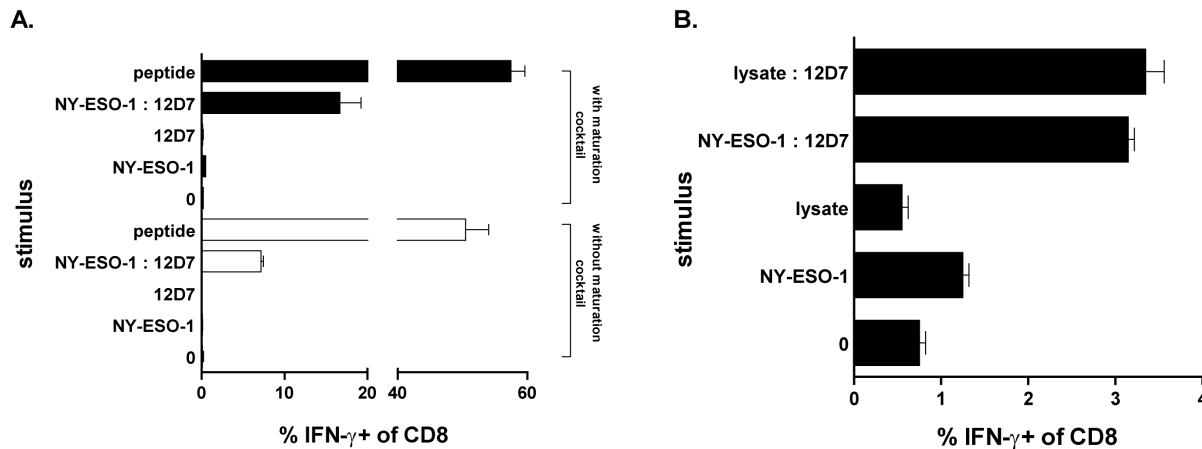 A.
peptide
NY-ESO-1 : 12D7
12D7
NY-ESO-1
0
peptide
NY-ESO-1 : 12D7
12D7
NY-ESO-1
0
stimulus
with maturation
cocktail
without maturation
cocktail
0 10 20 40 60
% IFN-γ+ of CD8
B.
lysate : 12D7
NY-ESO-1 : 12D7
lysate
NY-ESO-1
0
stimulus
0 1 2 3 4
% IFN-γ+ of CD8